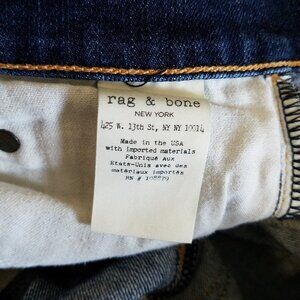 rag & bone
NEW YORK
425 W. 13th St, NY NY 10014
Made in the USA
with imported materials
Fabriqué Aux
Etats-Unis avec des
matériaux importés
RN #